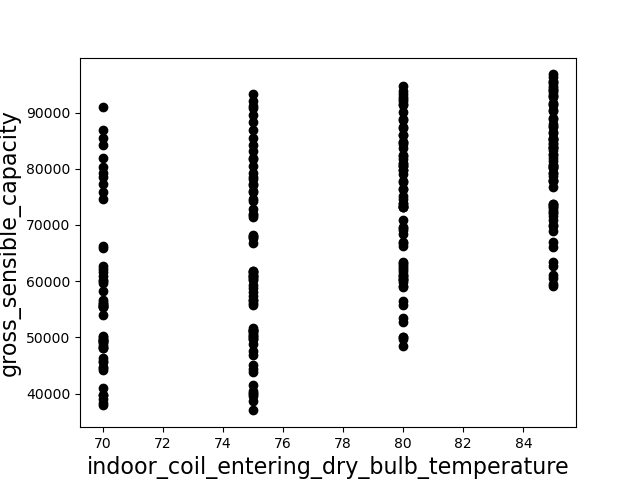 90000
80000
70000
60000
50000
40000
gross_sensible_capacity
70 72 74 76 78 80 82 84
indoor_coil_entering_dry_bulb_temperature